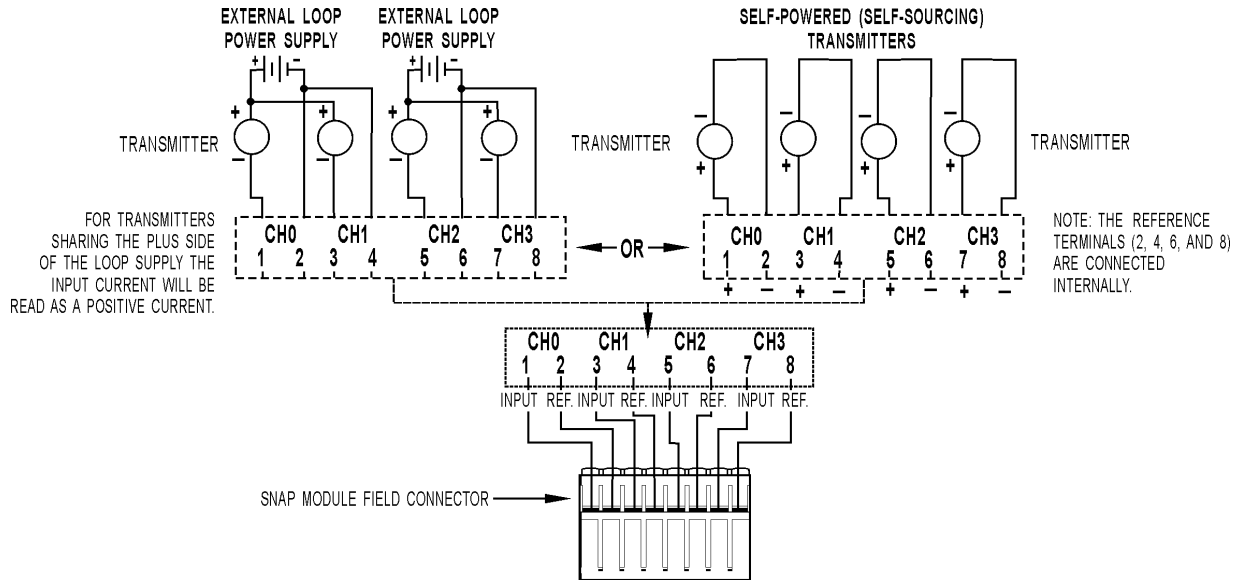 EXTERNAL LOOP
POWER SUPPLY
EXTERNAL LOOP
POWER SUPPLY
SELF-POWERED (SELF-SOURCING)
TRANSMITTERS
+ −
+ −
+ + + +
− − − −
TRANSMITTER
TRANSMITTER
− − − −
+ + + +
TRANSMITTER
FOR TRANSMITTERS
SHARING THE PLUS SIDE
OF THE LOOP SUPPLY THE
INPUT CURRENT WILL BE
READ AS A POSITIVE CURRENT.
CH0 CH1 CH2 CH3
1 2 3 4 5 6 7 8
OR
CH0 CH1 CH2 CH3
1 2 3 4 5 6 7 8
+ − + − + − + −
NOTE: THE REFERENCE
TERMINALS (2, 4, 6, AND 8)
ARE CONNECTED
INTERNALLY.
CH0 CH1 CH2 CH3
1 2 3 4 5 6 7 8
INPUT REF. INPUT REF. INPUT REF. INPUT REF.
SNAP MODULE FIELD CONNECTOR